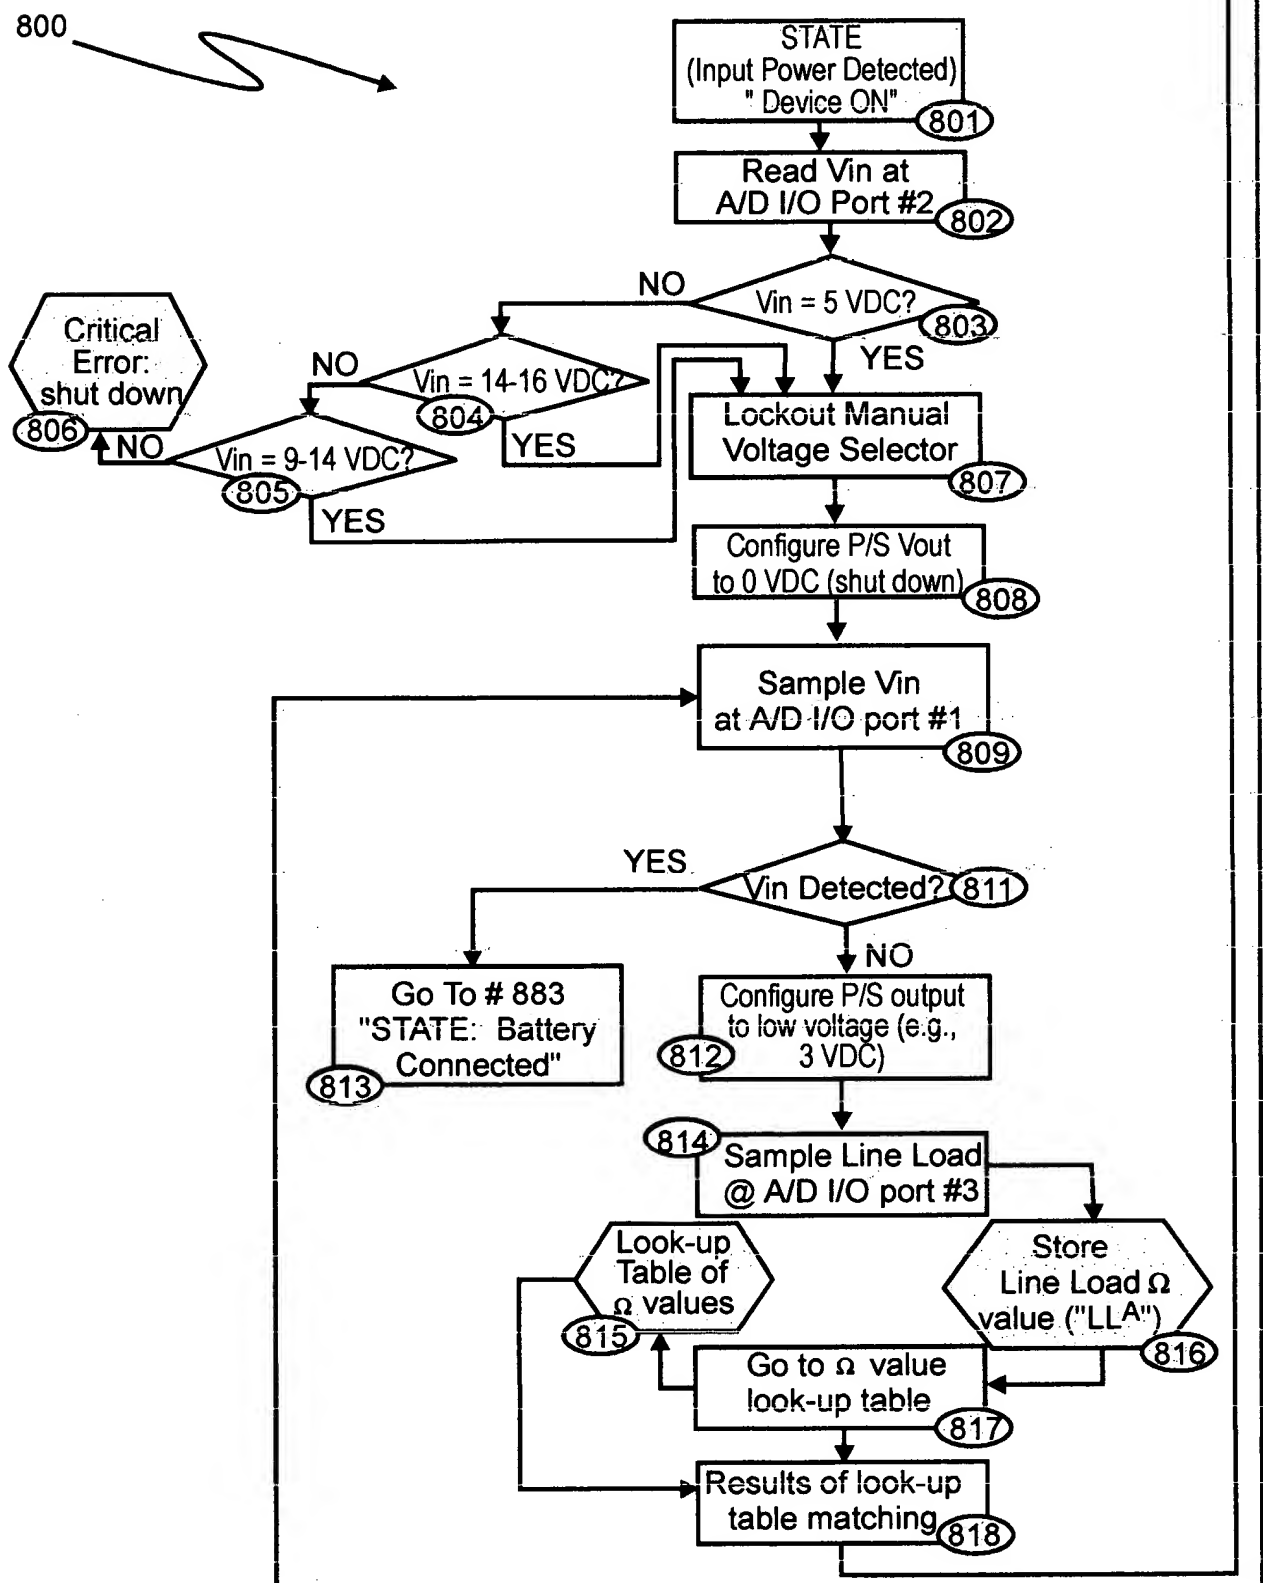 800
STATE
(Input Power Detected)
" Device ON"
801
Read Vin at
A/D I/O Port #2
802
NO
Vin = 5 VDC?
803
YES
Critical
Error:
shut down
806
NO
Vin = 14-16 VDC?
804
YES
NO
Vin = 9-14 VDC?
805
YES
Lockout Manual
Voltage Selector
807
Configure P/S Vout
to 0 VDC (shut down)
808
Sample Vin
at A/D I/O port #1
809
YES
Vin Detected?
811
NO
Go To # 883
"STATE: Battery
Connected"
813
Configure P/S output
to low voltage (e.g.,
3 VDC)
812
814
Sample Line Load
@ A/D I/O port #3
Look-up
Table of
Ω values
815
Store
Line Load Ω
value ("LLA")
816
Go to Ω value
look-up table
817
Results of look-up
table matching
818